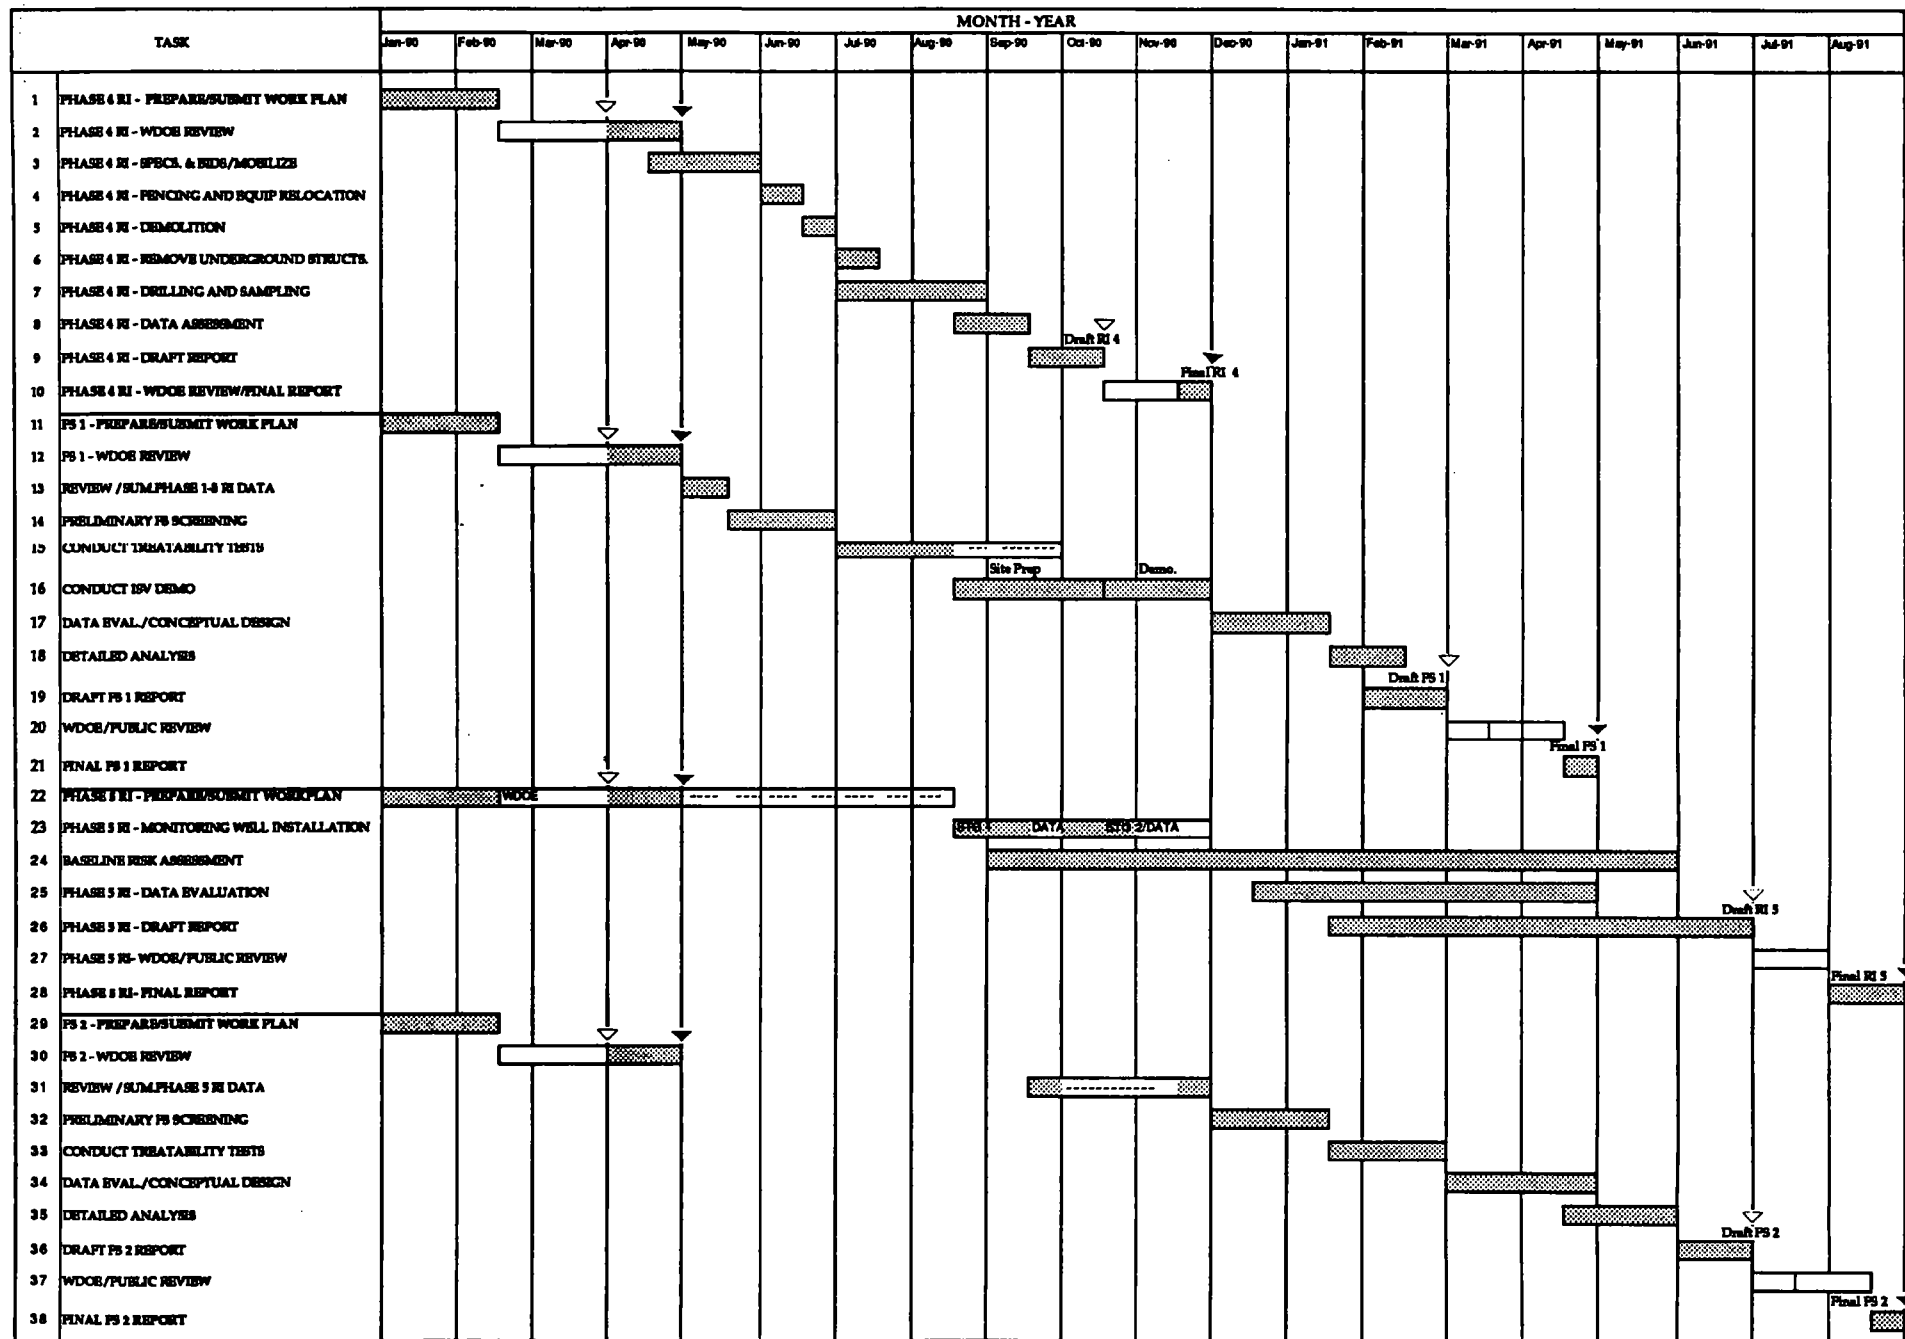 MONTH - YEAR
TASK
Jan-90 Feb-90 Mar-90 Apr-90 May-90 Jun-90 Jul-90 Aug-90 Sep-90 Oct-90 Nov-90 Dec-90 Jan-91 Feb-91 Mar-91 Apr-91 May-91 Jun-91 Jul-91 Aug-91
1 PHASE 4 RI - PREPARE/SUBMIT WORK PLAN
2 PHASE 4 RI - WDOE REVIEW
3 PHASE 4 RI - SPECS. & BIDS/MOBILIZE
4 PHASE 4 RI - FENCING AND EQUIP RELOCATION
5 PHASE 4 RI - DEMOLITION
6 PHASE 4 RI - REMOVE UNDERGROUND STRUCTS.
7 PHASE 4 RI - DRILLING AND SAMPLING
8 PHASE 4 RI - DATA ASSESSMENT
Draft RI 4
9 PHASE 4 RI - DRAFT REPORT
Final RI 4
10 PHASE 4 RI - WDOE REVIEW/FINAL REPORT
11 FS 1 - PREPARE/SUBMIT WORK PLAN
12 FS 1 - WDOE REVIEW
13 REVIEW / SUM.PHASE 1-3 RI DATA
14 PRELIMINARY FS SCREENING
15 CONDUCT TREATABILITY TESTS
Site Prep Demo.
16 CONDUCT ISV DEMO
17 DATA EVAL./CONCEPTUAL DESIGN
18 DETAILED ANALYSIS
Draft FS 1
19 DRAFT FS 1 REPORT
20 WDOE/PUBLIC REVIEW
Final FS 1
21 FINAL FS 1 REPORT
22 PHASE 5 RI - PREPARE/SUBMIT WORKPLAN WDOE
23 PHASE 5 RI - MONITORING WELL INSTALLATION STG 1 DATA STG 2/DATA
24 BASELINE RISK ASSESSMENT
25 PHASE 5 RI - DATA EVALUATION
Draft RI 5
26 PHASE 5 RI - DRAFT REPORT
27 PHASE 5 RI- WDOE/PUBLIC REVIEW
Final RI 5
28 PHASE 5 RI- FINAL REPORT
29 FS 2 - PREPARE/SUBMIT WORK PLAN
30 FS 2 - WDOE REVIEW
31 REVIEW / SUM.PHASE 5 RI DATA
32 PRELIMINARY FS SCREENING
33 CONDUCT TREATABILITY TESTS
34 DATA EVAL./CONCEPTUAL DESIGN
35 DETAILED ANALYSIS
Draft FS 2
36 DRAFT FS 2 REPORT
37 WDOE/PUBLIC REVIEW
Final FS 2
38 FINAL FS 2 REPORT